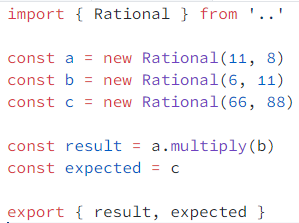 import { Rational } from '..'
const a = new Rational(11, 8)
const b = new Rational(6, 11)
const c = new Rational(66, 88)
const result = a.multiply(b)
const expected = c
export { result, expected }